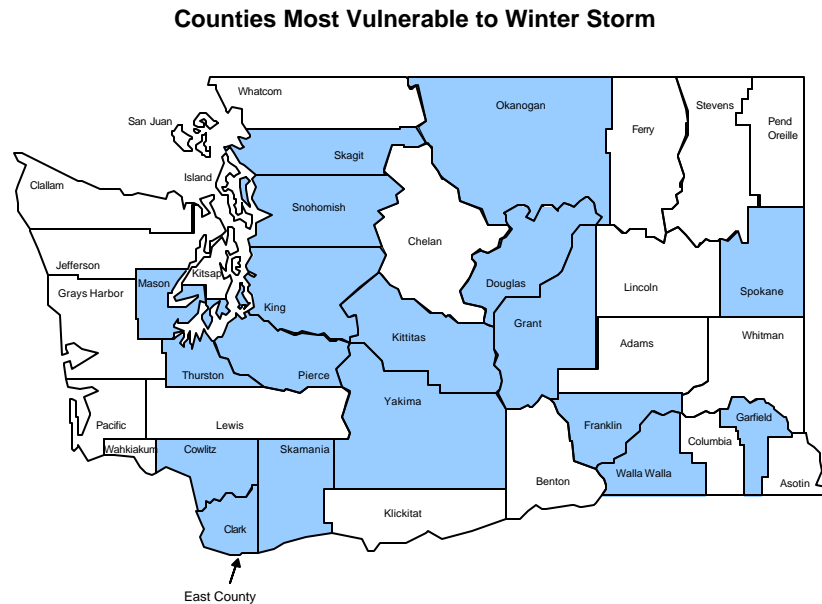 Counties Most Vulnerable to Winter Storm
Whatcom
Okanogan
Stevens
San Juan
Ferry
Pend
Oreille
Skagit
Island
Clallam
Snohomish
Chelan
Jefferson
Kitsap
Mason
Douglas
Lincoln
Spokane
Grays Harbor
King
Grant
Kittitas
Adams
Whitman
Thurston
Pierce
Yakima
Pacific
Lewis
Franklin
Garfield
Columbia
Wahkiakum
Cowlitz
Skamania
Walla Walla
Benton
Asotin
Klickitat
Clark
East County